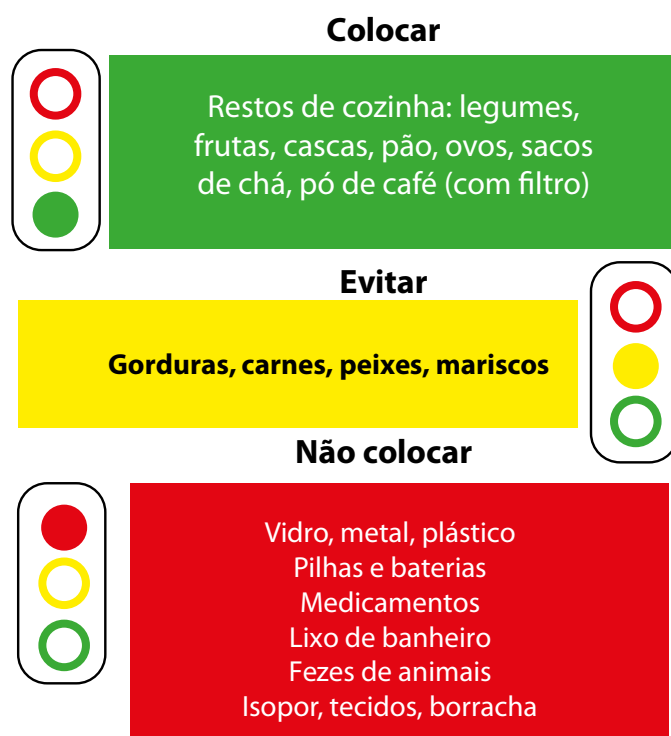 Colocar
Restos de cozinha: legumes,
frutas, cascas, pão, ovos, sacos
de chá, pó de café (com filtro)
Evitar
Gorduras, carnes, peixes, mariscos
Não colocar
Vidro, metal, plástico
Pilhas e baterias
Medicamentos
Lixo de banheiro
Fezes de animais
Isopor, tecidos, borracha